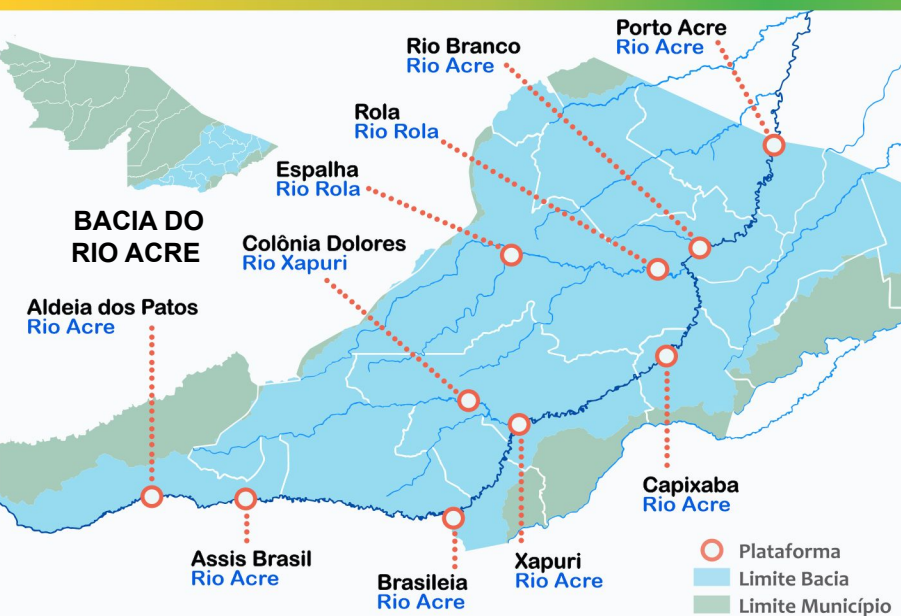 Porto Acre
Rio Acre
Rio Branco
Rio Acre
Rola
Rio Rola
Espalha
Rio Rola
BACIA DO
RIO ACRE
Colônia Dolores
Rio Xapuri
Aldeia dos Patos
Rio Acre
Capixaba
Rio Acre
Assis Brasil
Rio Acre
Brasileia
Rio Acre
Xapuri
Rio Acre
Plataforma
Limite Bacia
Limite Município